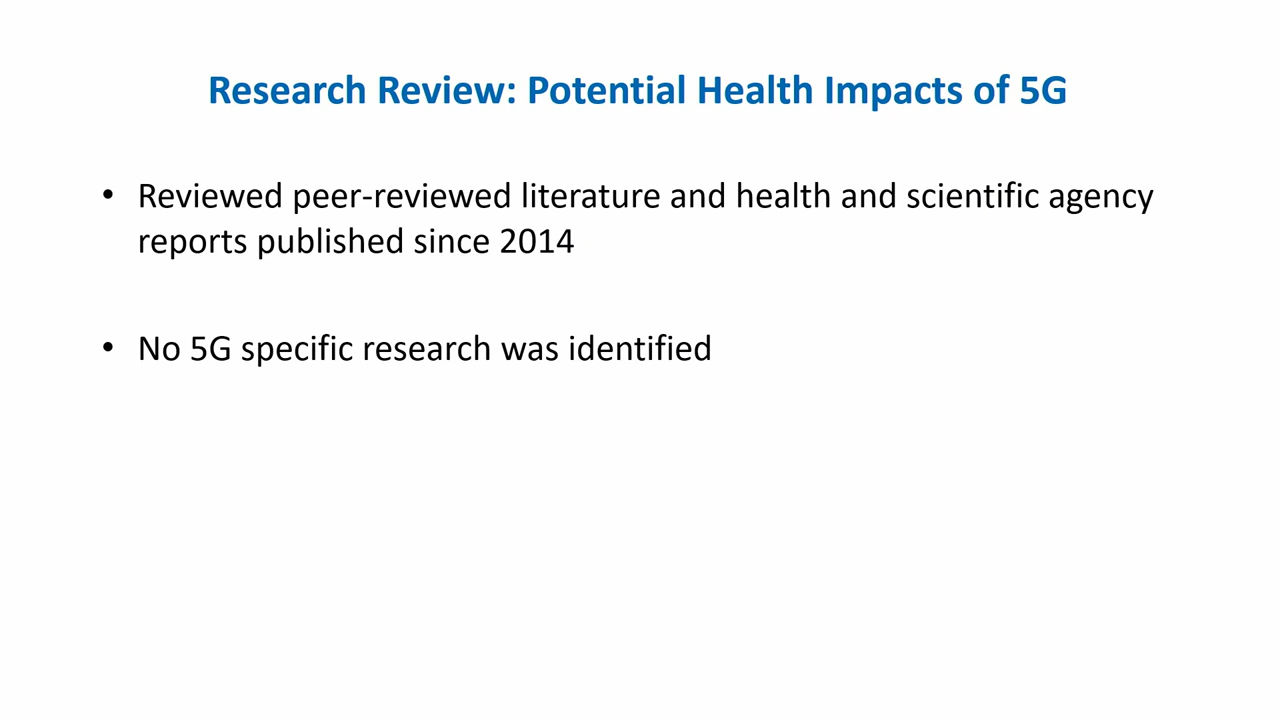 Research Review: Potential Health Impacts of 5G
• Reviewed peer-reviewed literature and health and scientific agency
reports published since 2014
• No 5G specific research was identified